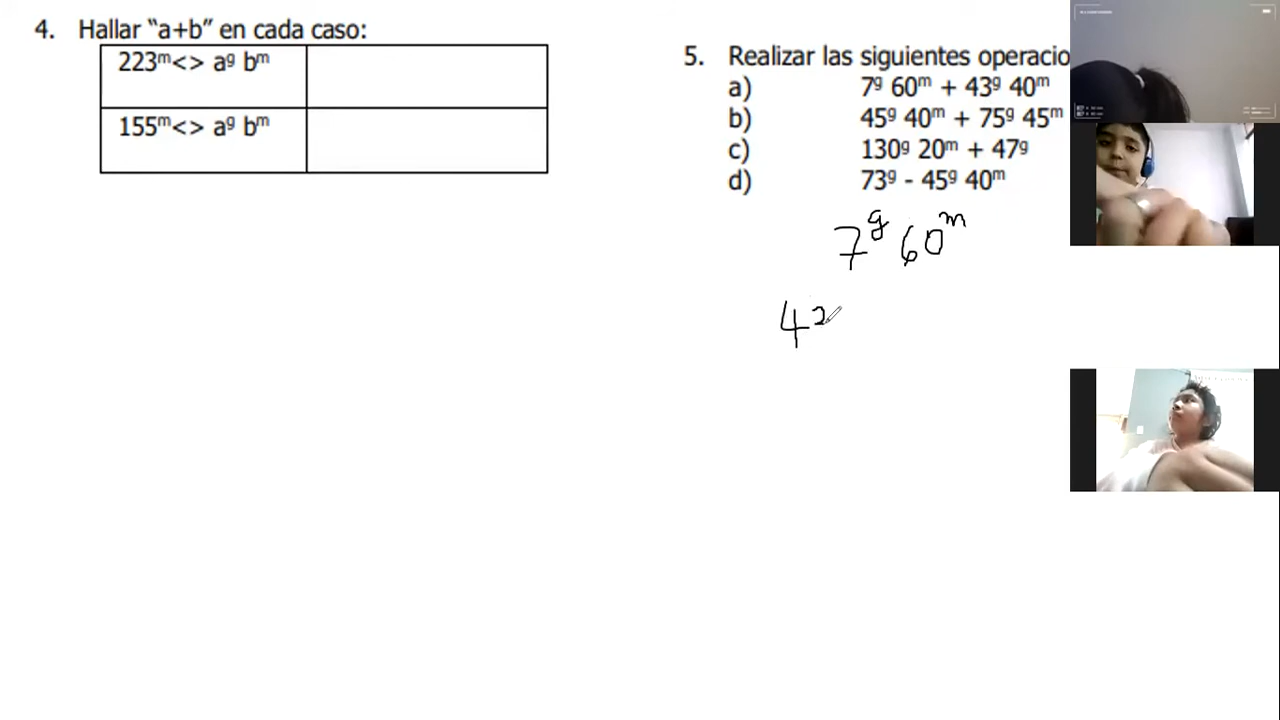 4. Hallar “a+b” en cada caso:
223ᵐ<> aᵍ bᵐ
155ᵐ<> aᵍ bᵐ
5. Realizar las siguientes operacio
a) 7ᵍ 60ᵐ + 43ᵍ 40ᵐ
b) 45ᵍ 40ᵐ + 75ᵍ 45ᵐ
c) 130ᵍ 20ᵐ + 47ᵍ
d) 73ᵍ - 45ᵍ 40ᵐ
7ᵍ 60ᵐ